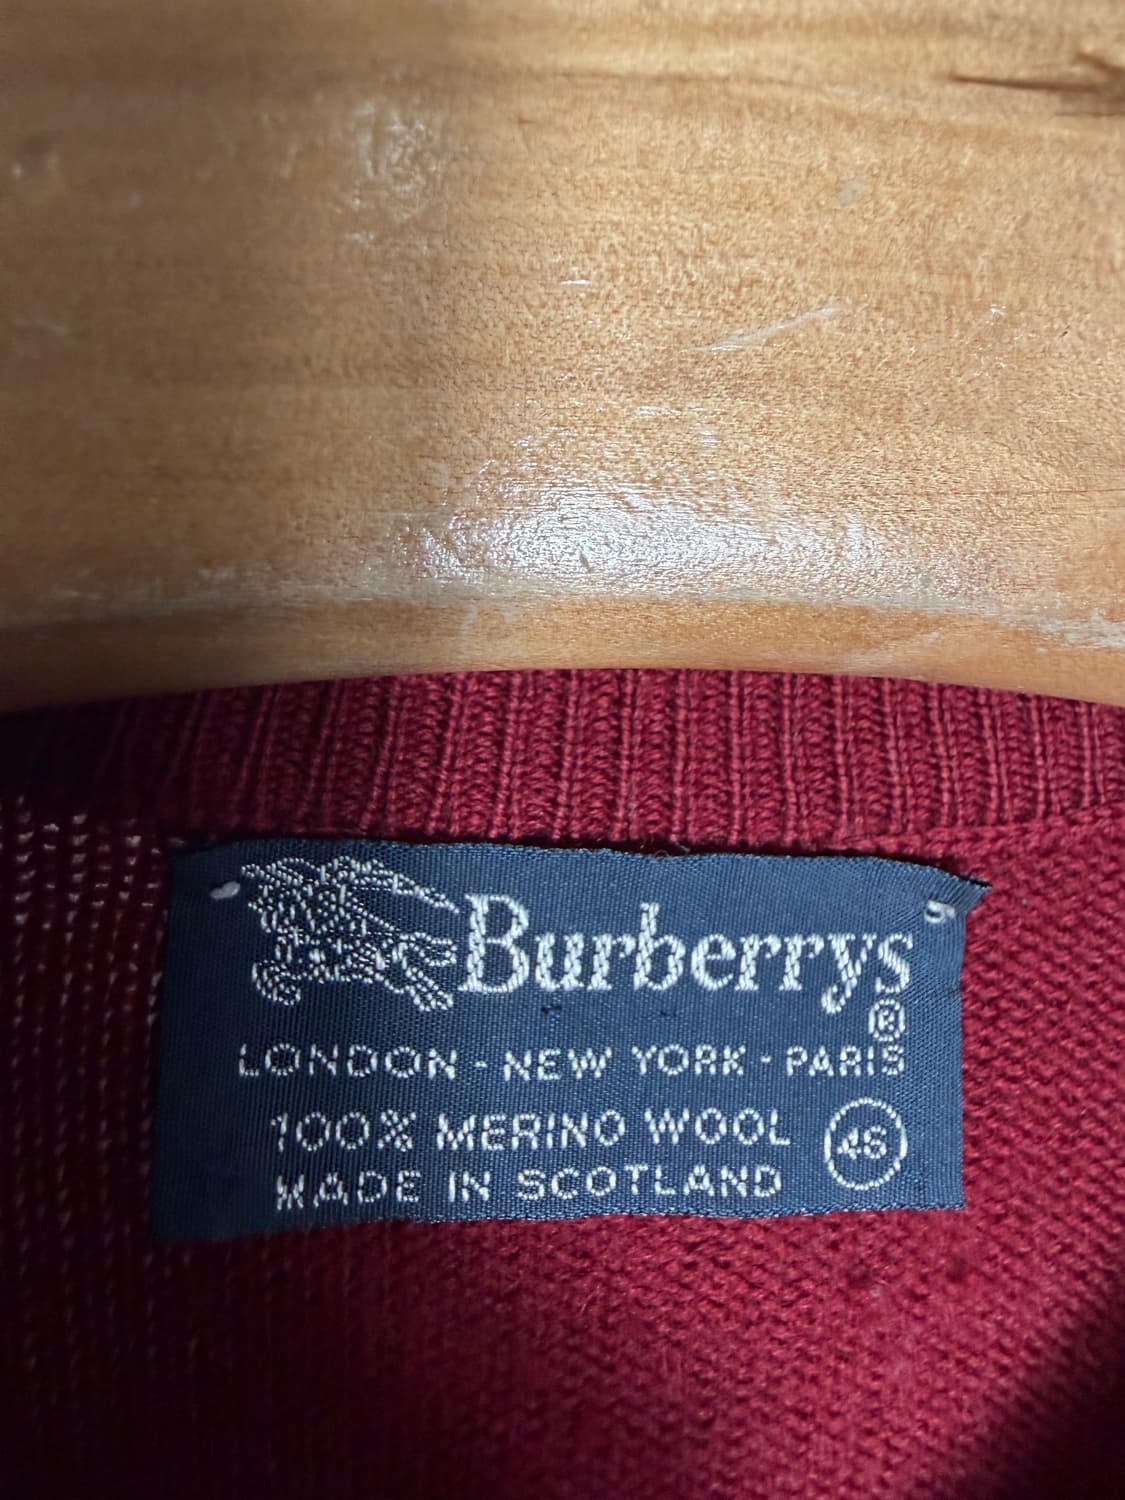 Burberrys
®
LONDON - NEW YORK - PARIS
100% MERINO WOOL
46
MADE IN SCOTLAND